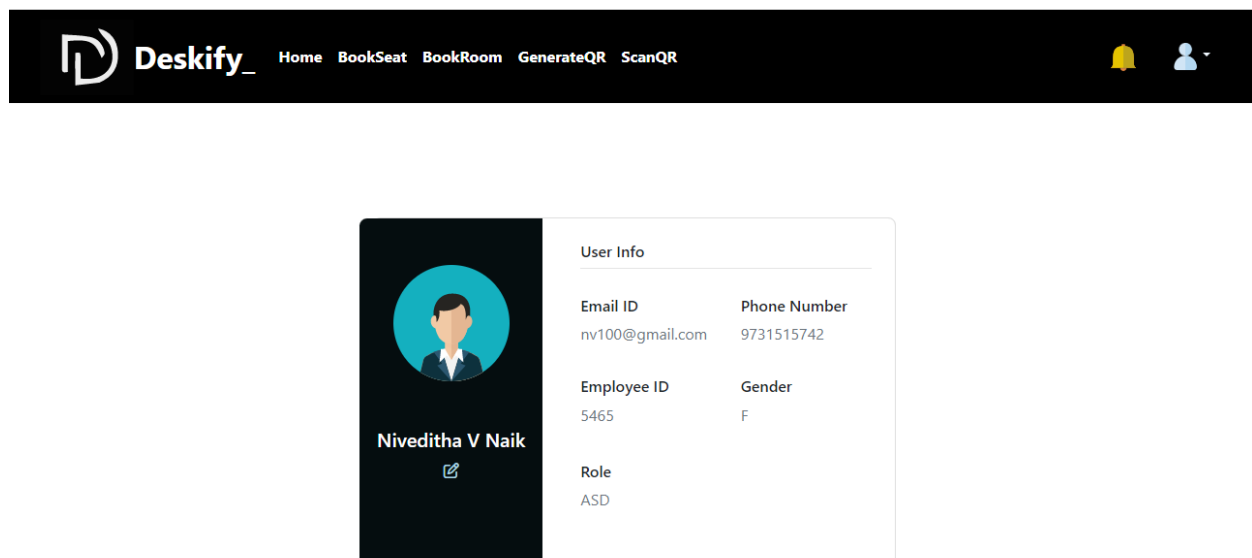 Deskify_ Home BookSeat BookRoom GenerateQR ScanQR
User Info
Email ID Phone Number
nv100@gmail.com 9731515742
Employee ID Gender
5465 F
Niveditha V Naik
Role
ASD